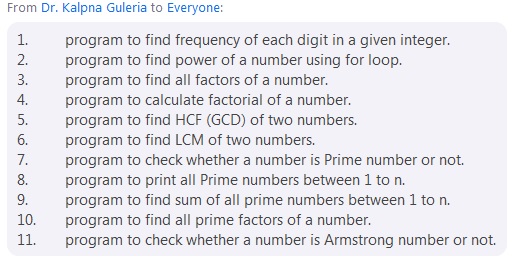 From Dr. Kalpna Guleria to Everyone:
1. program to find frequency of each digit in a given integer.
2. program to find power of a number using for loop.
3. program to find all factors of a number.
4. program to calculate factorial of a number.
5. program to find HCF (GCD) of two numbers.
6. program to find LCM of two numbers.
7. program to check whether a number is Prime number or not.
8. program to print all Prime numbers between 1 to n.
9. program to find sum of all prime numbers between 1 to n.
10. program to find all prime factors of a number.
11. program to check whether a number is Armstrong number or not.